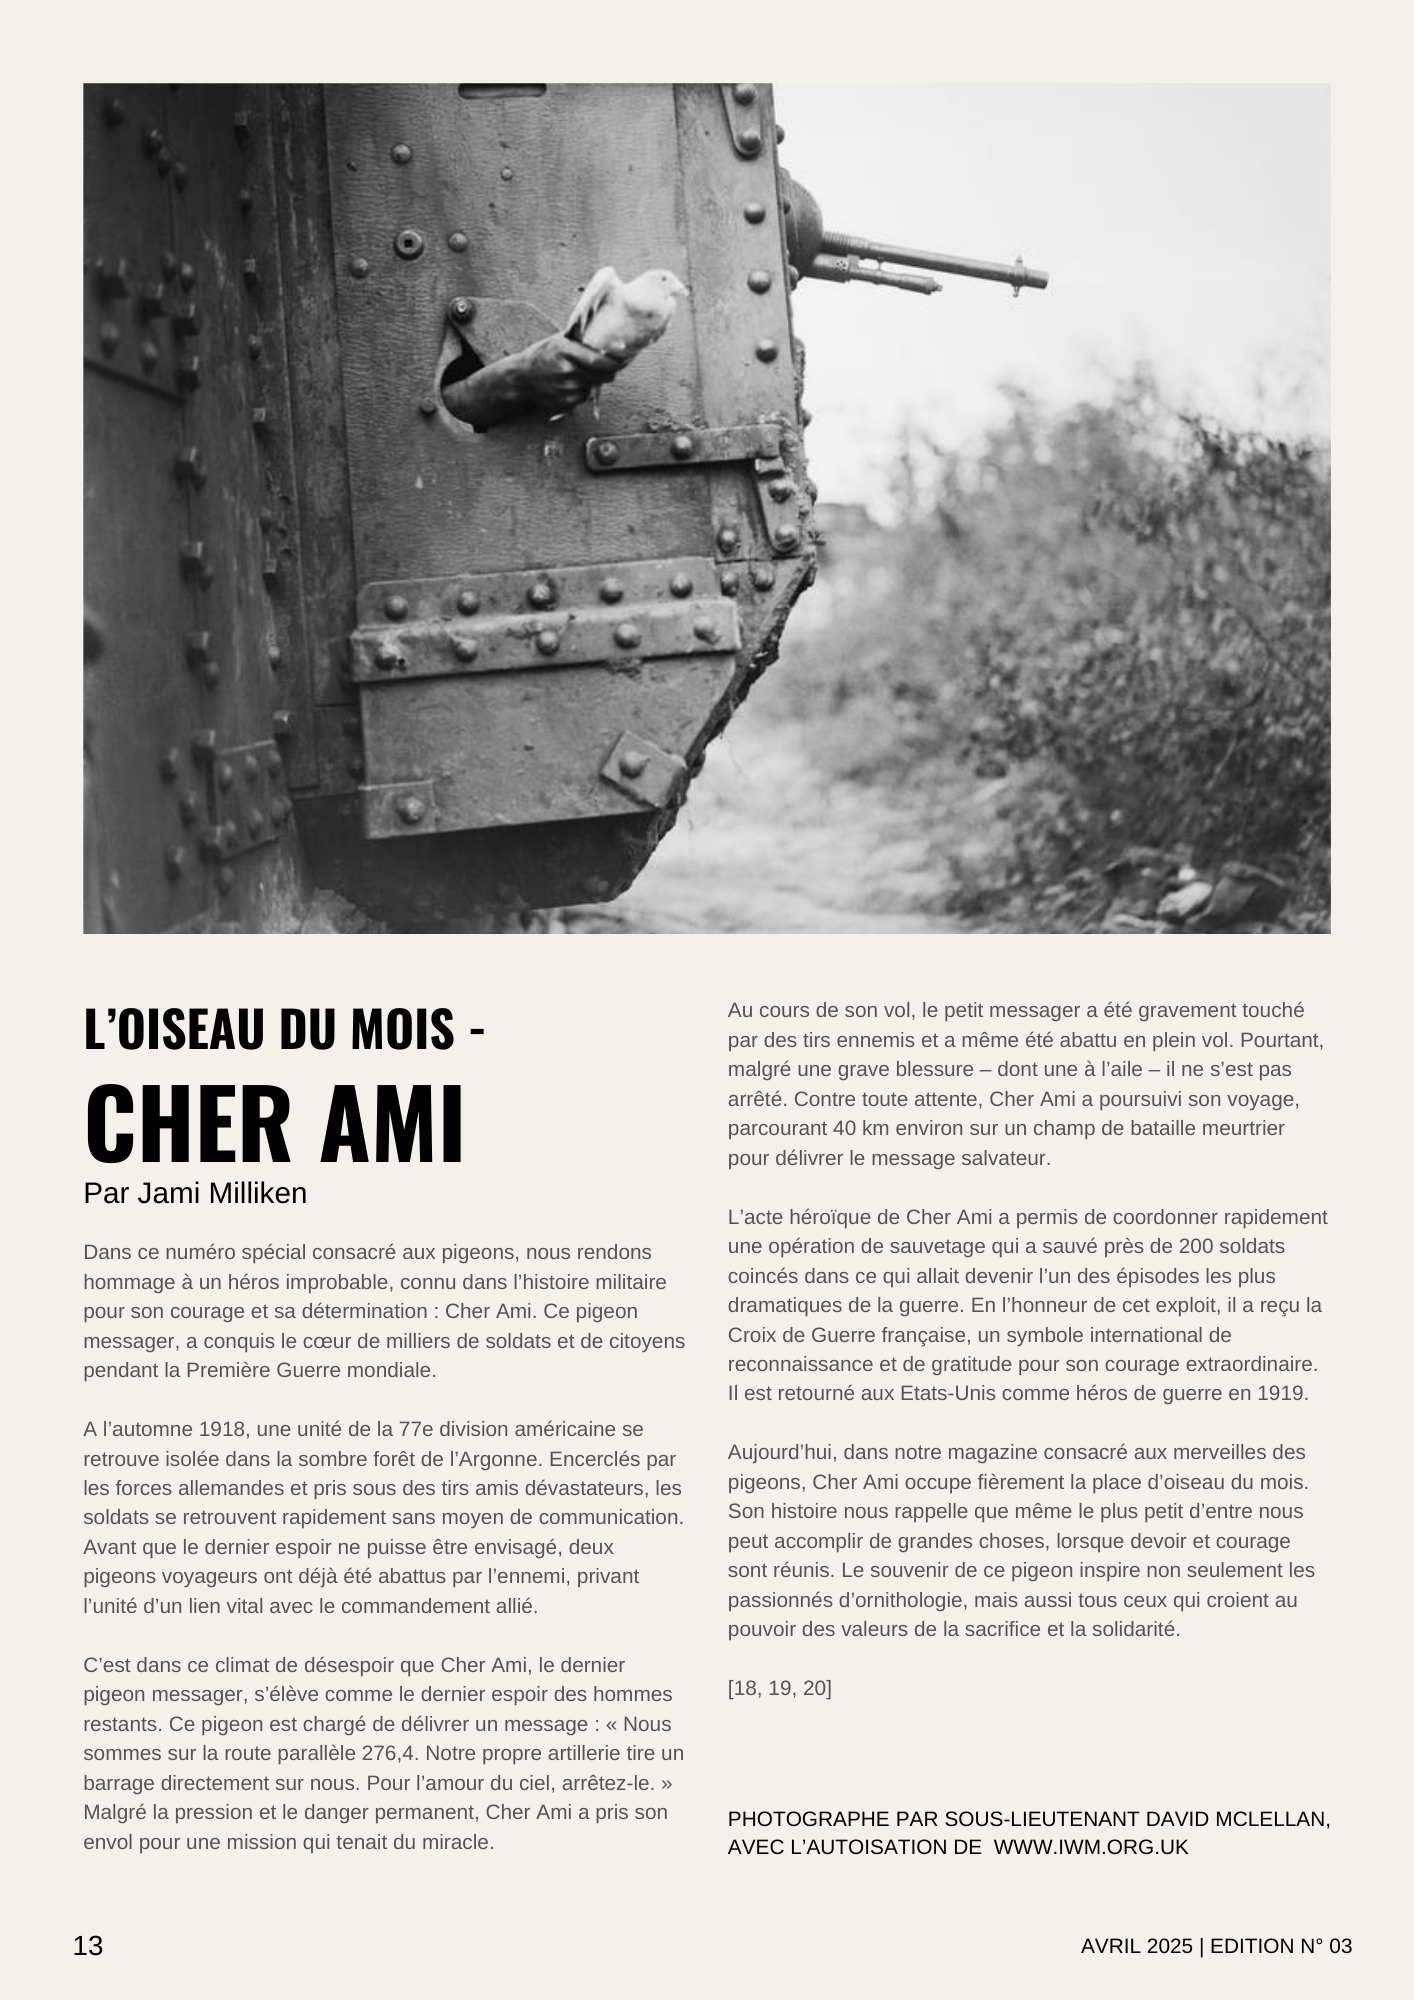 L’OISEAU DU MOIS -
CHER AMI
Par Jami Milliken
Dans ce numéro spécial consacré aux pigeons, nous rendons
hommage à un héros improbable, connu dans l’histoire militaire
pour son courage et sa détermination : Cher Ami. Ce pigeon
messager, a conquis le cœur de milliers de soldats et de citoyens
pendant la Première Guerre mondiale.
A l’automne 1918, une unité de la 77e division américaine se
retrouve isolée dans la sombre forêt de l’Argonne. Encerclés par
les forces allemandes et pris sous des tirs amis dévastateurs, les
soldats se retrouvent rapidement sans moyen de communication.
Avant que le dernier espoir ne puisse être envisagé, deux
pigeons voyageurs ont déjà été abattus par l’ennemi, privant
l’unité d’un lien vital avec le commandement allié.
C’est dans ce climat de désespoir que Cher Ami, le dernier
pigeon messager, s’élève comme le dernier espoir des hommes
restants. Ce pigeon est chargé de délivrer un message : « Nous
sommes sur la route parallèle 276,4. Notre propre artillerie tire un
barrage directement sur nous. Pour l’amour du ciel, arrêtez-le. »
Malgré la pression et le danger permanent, Cher Ami a pris son
envol pour une mission qui tenait du miracle.
Au cours de son vol, le petit messager a été gravement touché
par des tirs ennemis et a même été abattu en plein vol. Pourtant,
malgré une grave blessure – dont une à l’aile – il ne s’est pas
arrêté. Contre toute attente, Cher Ami a poursuivi son voyage,
parcourant 40 km environ sur un champ de bataille meurtrier
pour délivrer le message salvateur.
L’acte héroïque de Cher Ami a permis de coordonner rapidement
une opération de sauvetage qui a sauvé près de 200 soldats
coincés dans ce qui allait devenir l’un des épisodes les plus
dramatiques de la guerre. En l’honneur de cet exploit, il a reçu la
Croix de Guerre française, un symbole international de
reconnaissance et de gratitude pour son courage extraordinaire.
Il est retourné aux Etats-Unis comme héros de guerre en 1919.
Aujourd’hui, dans notre magazine consacré aux merveilles des
pigeons, Cher Ami occupe fièrement la place d’oiseau du mois.
Son histoire nous rappelle que même le plus petit d’entre nous
peut accomplir de grandes choses, lorsque devoir et courage
sont réunis. Le souvenir de ce pigeon inspire non seulement les
passionnés d’ornithologie, mais aussi tous ceux qui croient au
pouvoir des valeurs de la sacrifice et la solidarité.
[18, 19, 20]
PHOTOGRAPHE PAR SOUS-LIEUTENANT DAVID MCLELLAN,
AVEC L’AUTOISATION DE  WWW.IWM.ORG.UK
13
AVRIL 2025 | EDITION N° 03